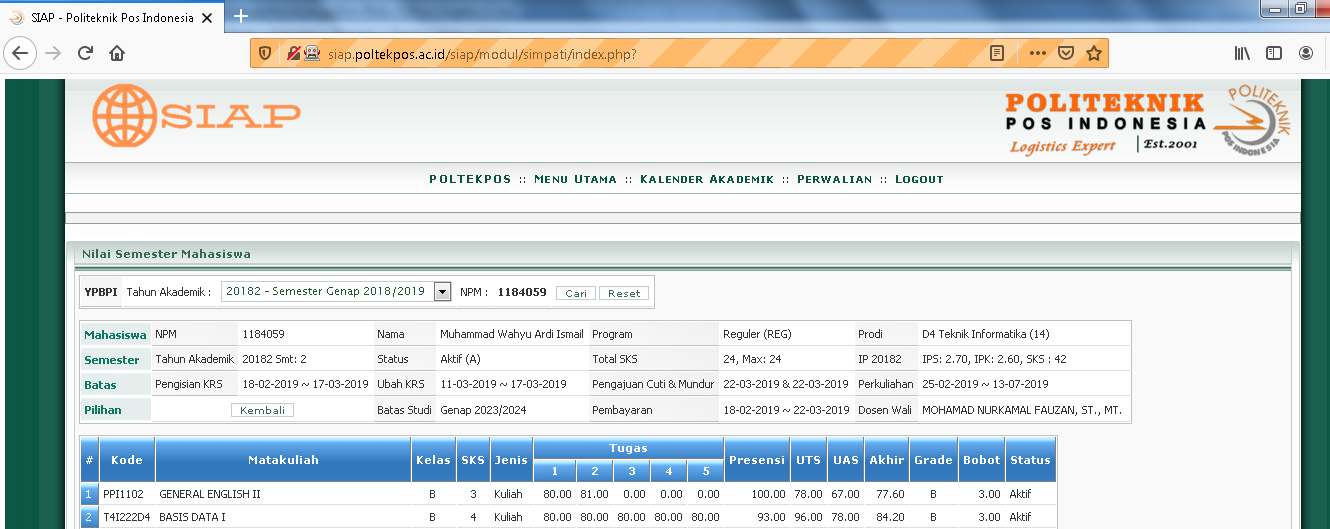 SIAP - Politeknik Pos Indonesia
siap.poltekpos.ac.id/siap/modul/simpati/index.php?
SIAP
POLITEKNIK
POS INDONESIA
Logistics Expert | Est.2001
POLITEKNIK
POS INDONESIA
POLTEKPOS :: MENU UTAMA :: KALENDER AKADEMIK :: PERWALIAN :: LOGOUT
Nilai Semester Mahasiswa
YPBPI Tahun Akademik : 20182 - Semester Genap 2018/2019 NPM : 1184059 Cari Reset
Mahasiswa NPM 1184059 Nama Muhammad Wahyu Ardi Ismail Program Reguler (REG) Prodi D4 Teknik Informatika (14)
Semester Tahun Akademik 20182 Smt: 2 Status Aktif (A) Total SKS 24, Max: 24 IP 20182 IPS: 2.70, IPK: 2.60, SKS : 42
Batas Pengisian KRS 18-02-2019 ~ 17-03-2019 Ubah KRS 11-03-2019 ~ 17-03-2019 Pengajuan Cuti & Mundur 22-03-2019 & 22-03-2019 Perkuliahan 25-02-2019 ~ 13-07-2019
Pilihan Kembali Batas Studi Genap 2023/2024 Pembayaran 18-02-2019 ~ 22-03-2019 Dosen Wali MOHAMAD NURKAMAL FAUZAN, ST., MT.
# Kode Matakuliah Kelas SKS Jenis Tugas Presensi UTS UAS Akhir Grade Bobot Status
1 2 3 4 5
1 PPI1102 GENERAL ENGLISH II B 3 Kuliah 80.00 81.00 0.00 0.00 0.00 100.00 78.00 67.00 77.60 B 3.00 Aktif
2 T4I222D4 BASIS DATA I B 4 Kuliah 80.00 80.00 80.00 80.00 80.00 93.00 96.00 78.00 84.20 B 3.00 Aktif